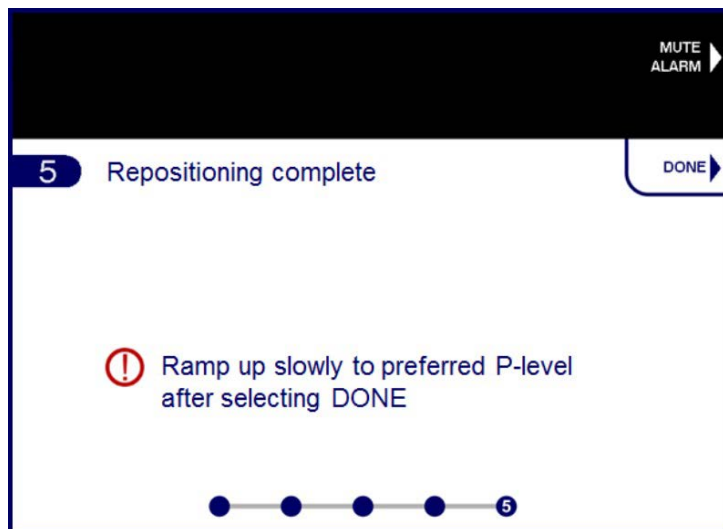 MUTE
ALARM
5 Repositioning complete
DONE
! Ramp up slowly to preferred P-level
after selecting DONE
5